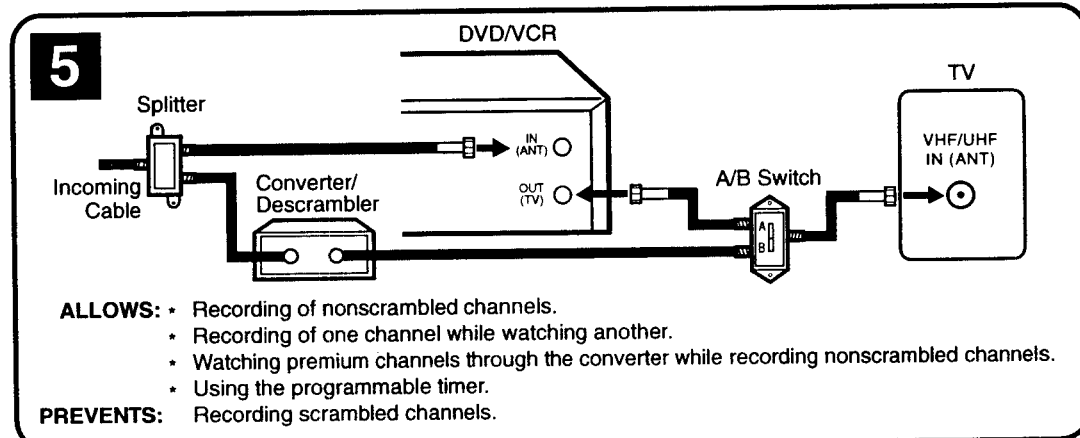 5
DVD/VCR
TV
Splitter
IN
(ANT)
VHF/UHF
IN (ANT)
Incoming
Cable
Converter/
Descrambler
OUT
(TV)
A/B Switch
A
B
ALLOWS: * Recording of nonscrambled channels.
* Recording of one channel while watching another.
* Watching premium channels through the converter while recording nonscrambled channels.
* Using the programmable timer.
PREVENTS: Recording scrambled channels.